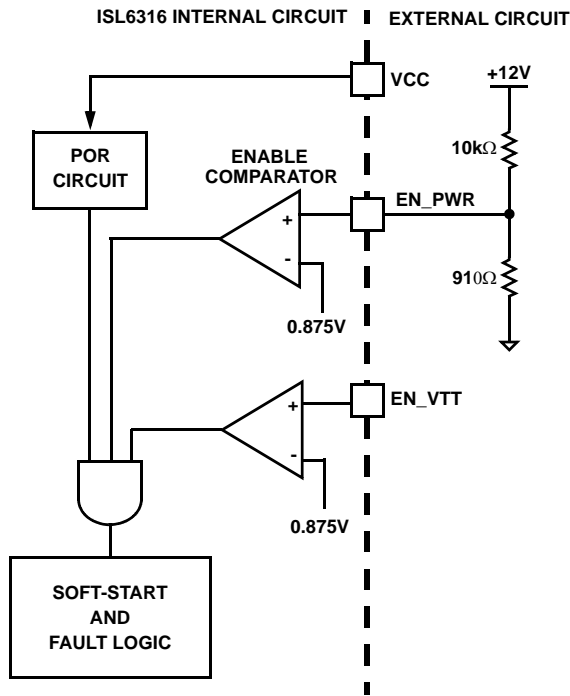 ISL6316 INTERNAL CIRCUIT
EXTERNAL CIRCUIT
VCC
+12V
POR
CIRCUIT
ENABLE
COMPARATOR
10kΩ
EN_PWR
+
-
910Ω
0.875V
EN_VTT
+
-
0.875V
SOFT-START
AND
FAULT LOGIC